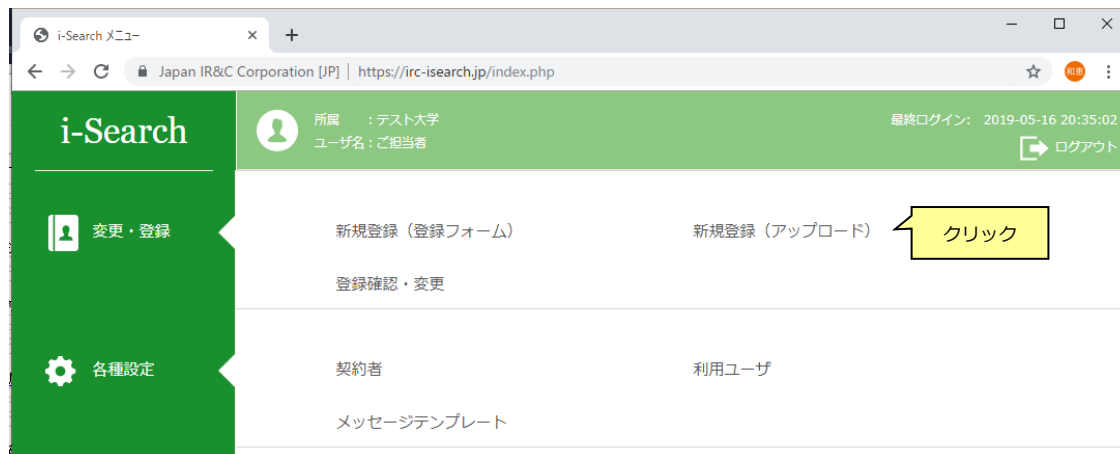 i-Search メニュー
Japan IR&C Corporation [JP] | https://irc-isearch.jp/index.php
和恵
i-Search
所属 : テスト大学
ユーザ名 : ご担当者
最終ログイン: 2019-05-16 20:35:02
ログアウト
変更・登録
新規登録（登録フォーム）
新規登録（アップロード）
クリック
登録確認・変更
各種設定
契約者
利用ユーザ
メッセージテンプレート